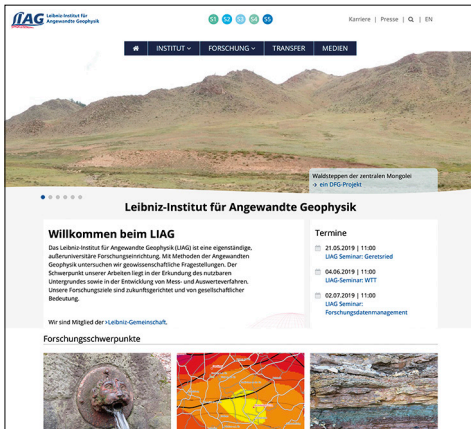 LIAG Leibniz-Institut für
Angewandte Geophysik
S1 S2 S3 S4 S5
Karriere | Presse | | EN
INSTITUT FORSCHUNG TRANSFER MEDIEN
Waldsteppen der zentralen Mongolei
→ ein DFG-Projekt
Leibniz-Institut für Angewandte Geophysik
Willkommen beim LIAG
Das Leibniz-Institut für Angewandte Geophysik (LIAG) ist eine eigenständige,
außeruniversitäre Forschungseinrichtung. Mit Methoden der Angewandten
Geophysik untersuchen wir geowissenschaftliche Fragestellungen. Der
Schwerpunkt unserer Arbeiten liegt in der Erkundung des nutzbaren
Untergrundes sowie in der Entwicklung von Mess- und Auswerteverfahren.
Unsere Forschungsziele sind zukunftsgerichtet und von gesellschaftlicher
Bedeutung.
Wir sind Mitglied der >Leibniz-Gemeinschaft.
Termine
21.05.2019 | 11:00
LIAG Seminar: Geretsried
04.06.2019 | 11:00
LIAG-Seminar: WTT
02.07.2019 | 11:00
LIAG Seminar:
Forschungsdatenmanagement
Forschungsschwerpunkte